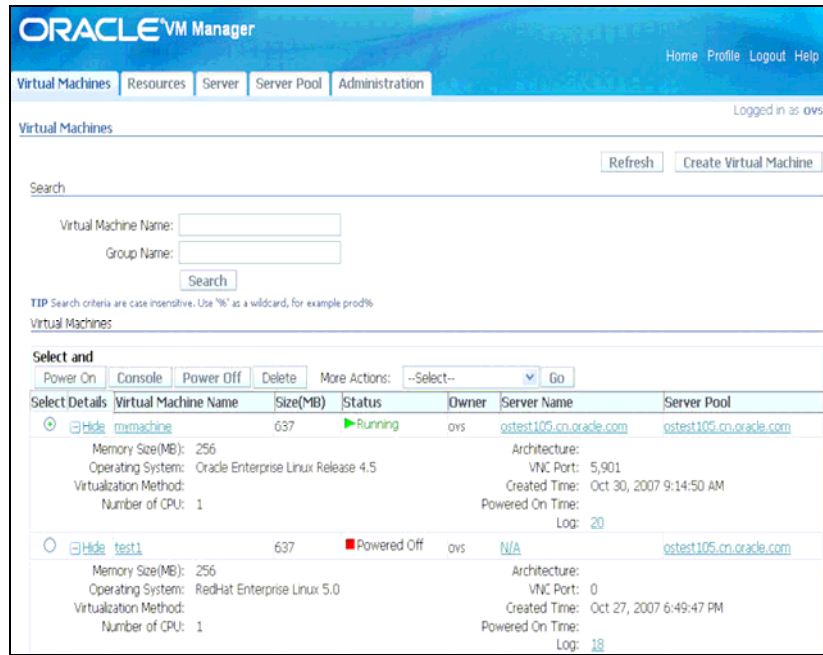 ORACLE VM Manager
Home Profile Logout Help
Virtual Machines Resources Server Server Pool Administration
Logged in as ovs
Virtual Machines
Refresh Create Virtual Machine
Search
Virtual Machine Name:
Group Name:
Search
TIP Search criteria are case insensitive. Use '%' as a wildcard, for example prod%
Virtual Machines
Select and
Power On Console Power Off Delete More Actions: --Select-- Go
Select Details Virtual Machine Name Size(MB) Status Owner Server Name Server Pool
Hide mymachine 637 Running ovs ostest105.cn.oracle.com ostest105.cn.oracle.com
Memory Size(MB): 256 Architecture:
Operating System: Oracle Enterprise Linux Release 4.5 VNC Port: 5,901
Virtualization Method: Created Time: Oct 30, 2007 9:14:50 AM
Number of CPU: 1 Powered On Time:
Log: 20
Hide test1 637 Powered Off ovs N/A ostest105.cn.oracle.com
Memory Size(MB): 256 Architecture:
Operating System: RedHat Enterprise Linux 5.0 VNC Port: 0
Virtualization Method: Created Time: Oct 27, 2007 6:49:47 PM
Number of CPU: 1 Powered On Time:
Log: 18